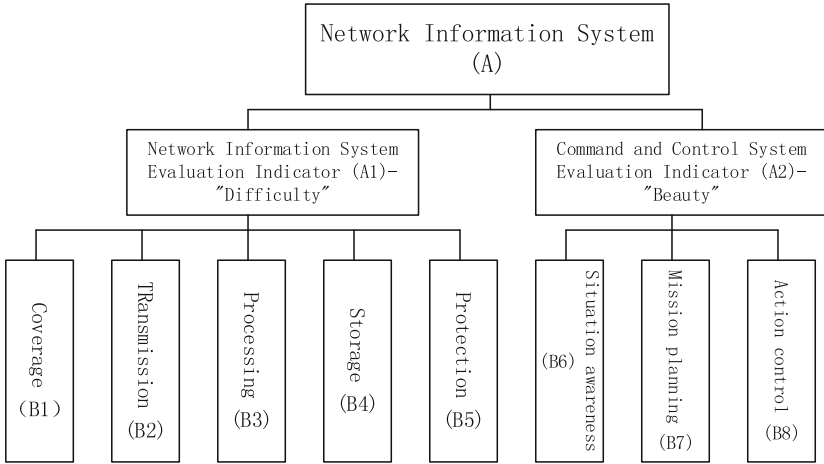 Network Information System
(A)
Network Information System
Evaluation Indicator (A1)-
"Difficulty"
Command and Control System
Evaluation Indicator (A2)-
"Beauty"
Coverage
(B1)
TRansmission
(B2)
Processing
(B3)
Storage
(B4)
Protection
(B5)
Situation awareness
(B6)
Mission planning
(B7)
Action control
(B8)